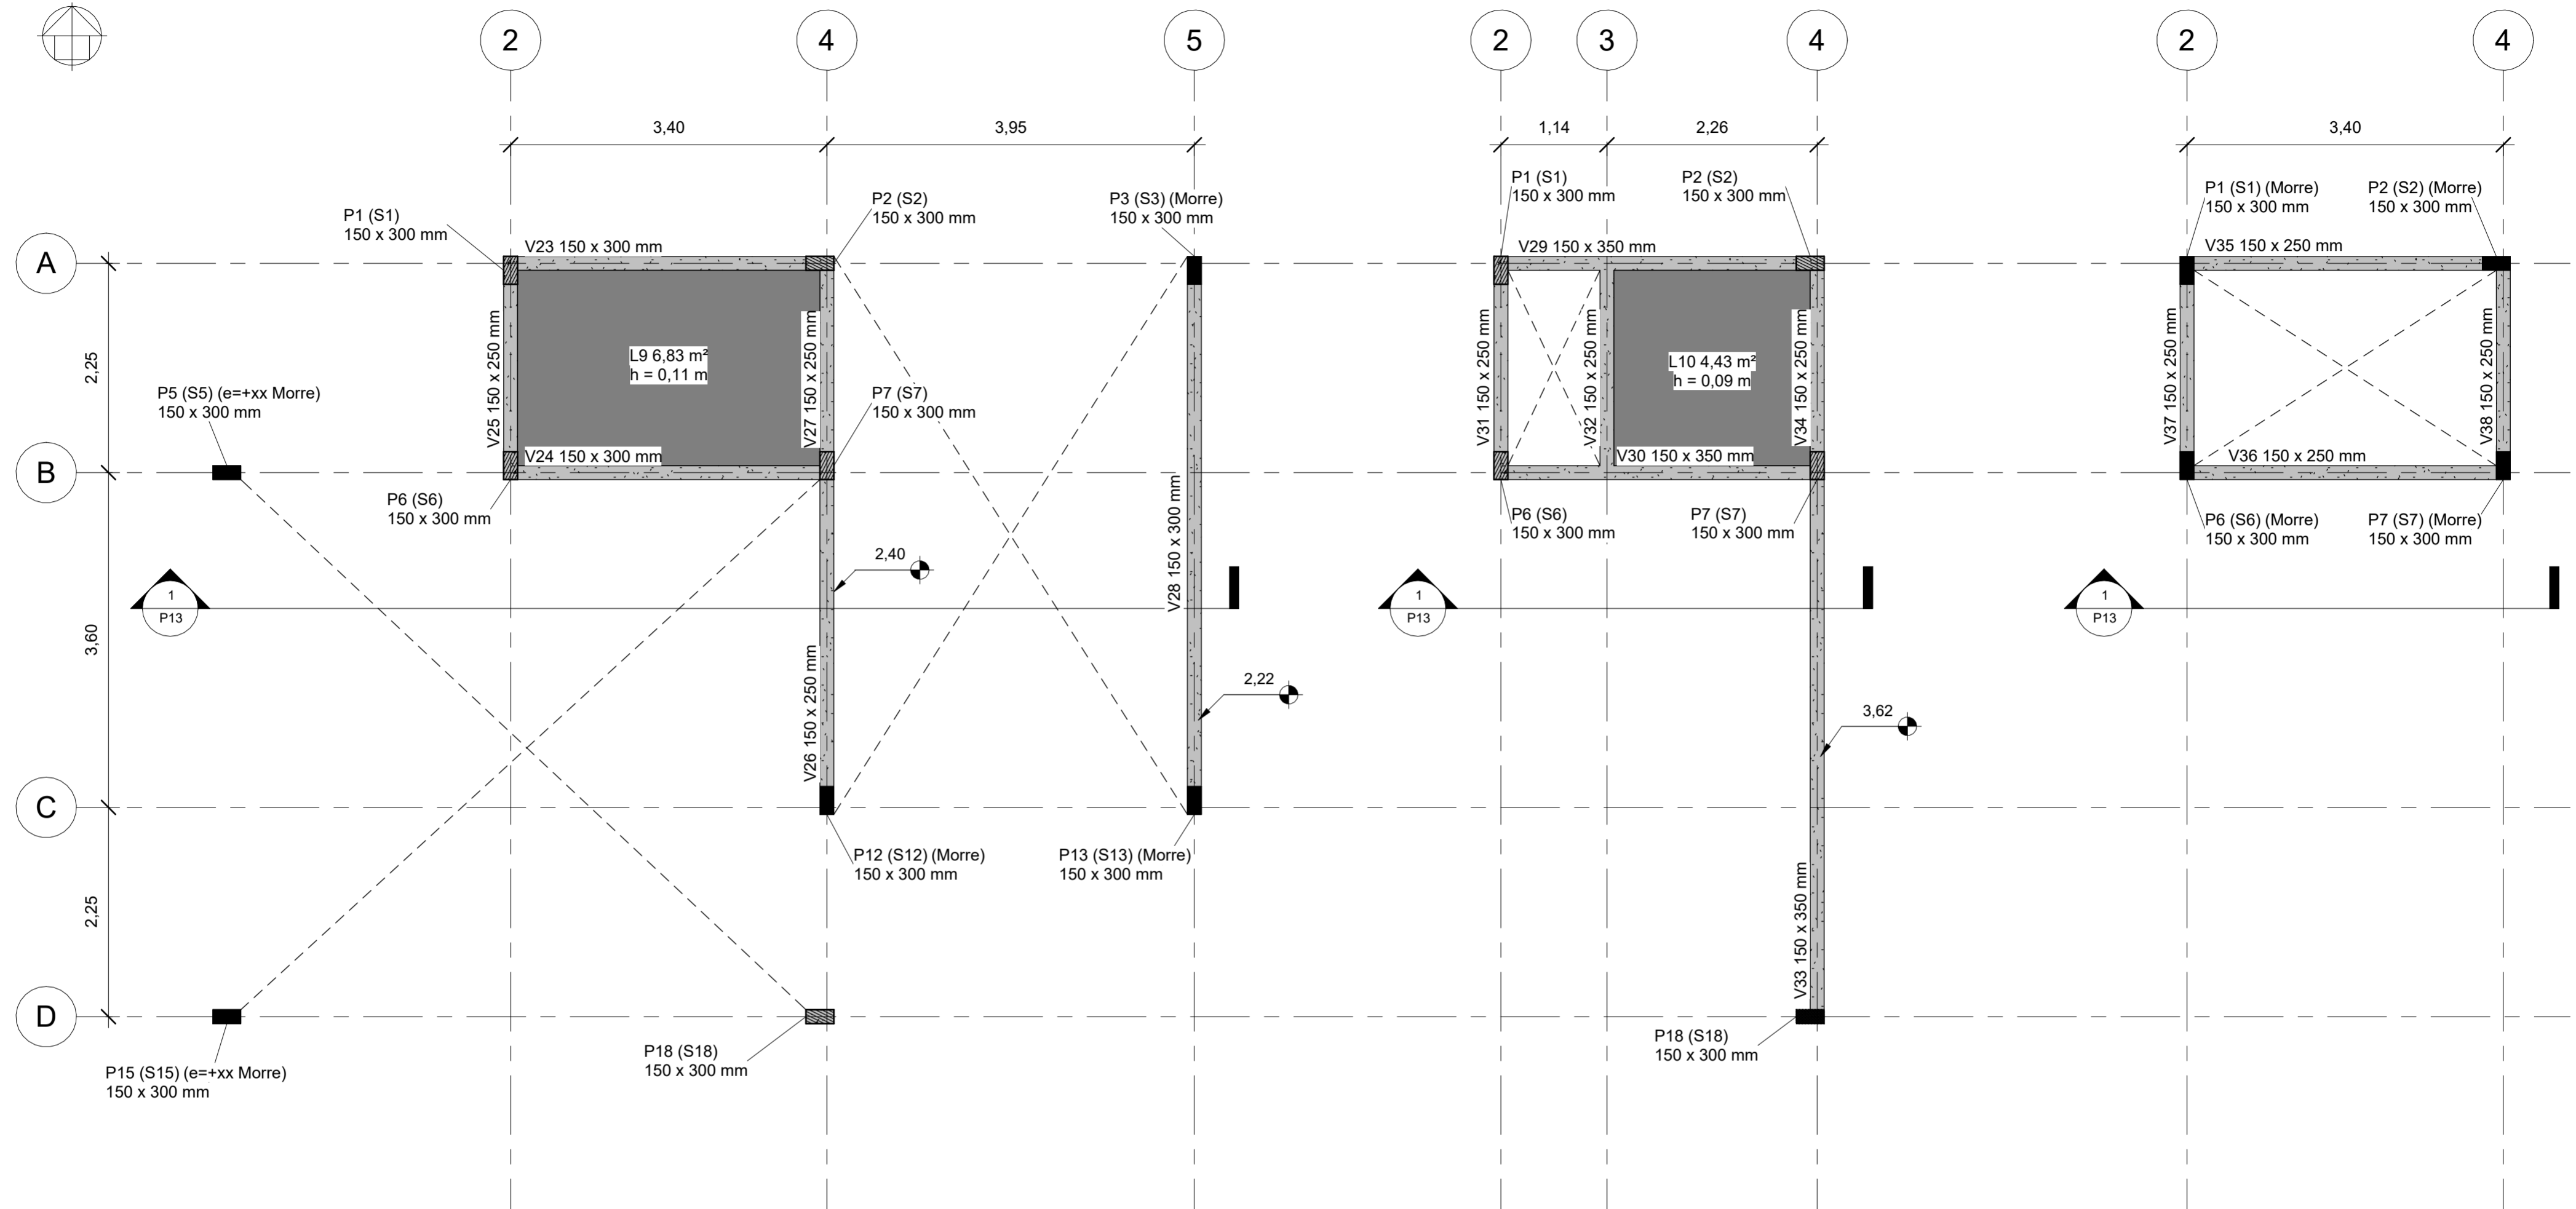 2
4
5
2
3
4
2
4
3,40
3,95
1,14
2,26
3,40
P1 (S1)
150 x 300 mm
P2 (S2)
150 x 300 mm
P3 (S3) (Morre)
150 x 300 mm
P1 (S1)
150 x 300 mm
P2 (S2)
150 x 300 mm
P1 (S1) (Morre)
150 x 300 mm
P2 (S2) (Morre)
150 x 300 mm
A
V23 150 x 300 mm
V29 150 x 350 mm
V35 150 x 250 mm
2,25
V25 150 x 250 mm
L9 6,83 m²
h = 0,11 m
V27 150 x 250 mm
V31 150 x 250 mm
V32 150 x 250 mm
L10 4,43 m²
h = 0,09 m
V34 150 x 250 mm
V37 150 x 250 mm
V38 150 x 250 mm
P5 (S5) (e=+xx Morre)
150 x 300 mm
P7 (S7)
150 x 300 mm
B
V24 150 x 300 mm
V30 150 x 350 mm
V36 150 x 250 mm
P6 (S6)
150 x 300 mm
P6 (S6)
150 x 300 mm
P7 (S7)
150 x 300 mm
P6 (S6) (Morre)
150 x 300 mm
P7 (S7) (Morre)
150 x 300 mm
2,40
V28 150 x 300 mm
1
P13
1
P13
1
P13
3,60
2,22
V26 150 x 250 mm
3,62
C
P12 (S12) (Morre)
150 x 300 mm
P13 (S13) (Morre)
150 x 300 mm
2,25
V33 150 x 350 mm
D
P18 (S18)
150 x 300 mm
P18 (S18)
150 x 300 mm
P15 (S15) (e=+xx Morre)
150 x 300 mm